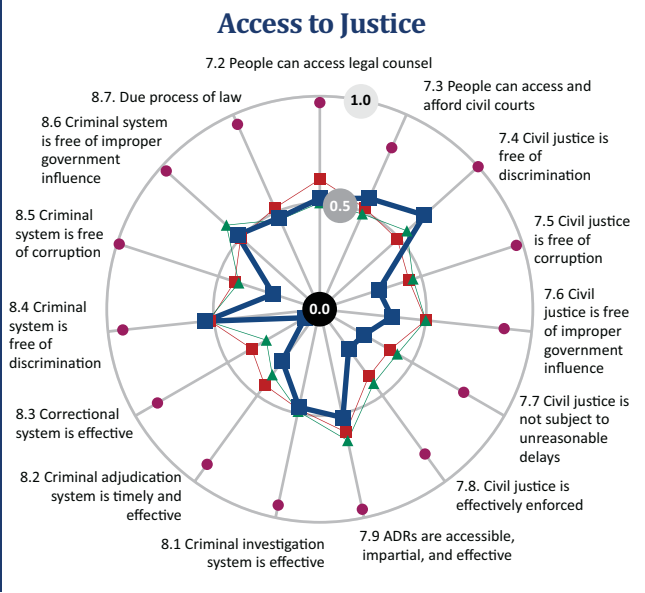 Access to Justice
7.2 People can access legal counsel
8.7. Due process of law
1.0
7.3 People can access and
afford civil courts
8.6 Criminal system
is free of improper
government
influence
7.4 Civil justice is
free of
discrimination
0.5
8.5 Criminal
system is free
of corruption
7.5 Civil justice
is free of
corruption
0.0
8.4 Criminal
system is
free of
discrimination
7.6 Civil
justice is free
of improper
government
influence
8.3 Correctional
system is effective
7.7 Civil justice is
not subject to
unreasonable
delays
8.2 Criminal adjudication
system is timely and
effective
7.8. Civil justice is
effectively enforced
8.1 Criminal investigation
system is effective
7.9 ADRs are accessible,
impartial, and effective